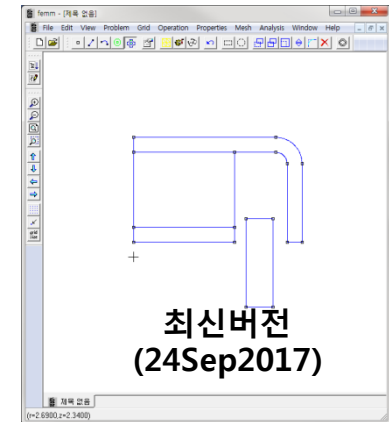 femm - [제목 없음]
File Edit View Problem Grid Operation Properties Mesh Analysis Window Help
최신버전
(24Sep2017)
제목 없음
(r=2.6900,z=2.3400)